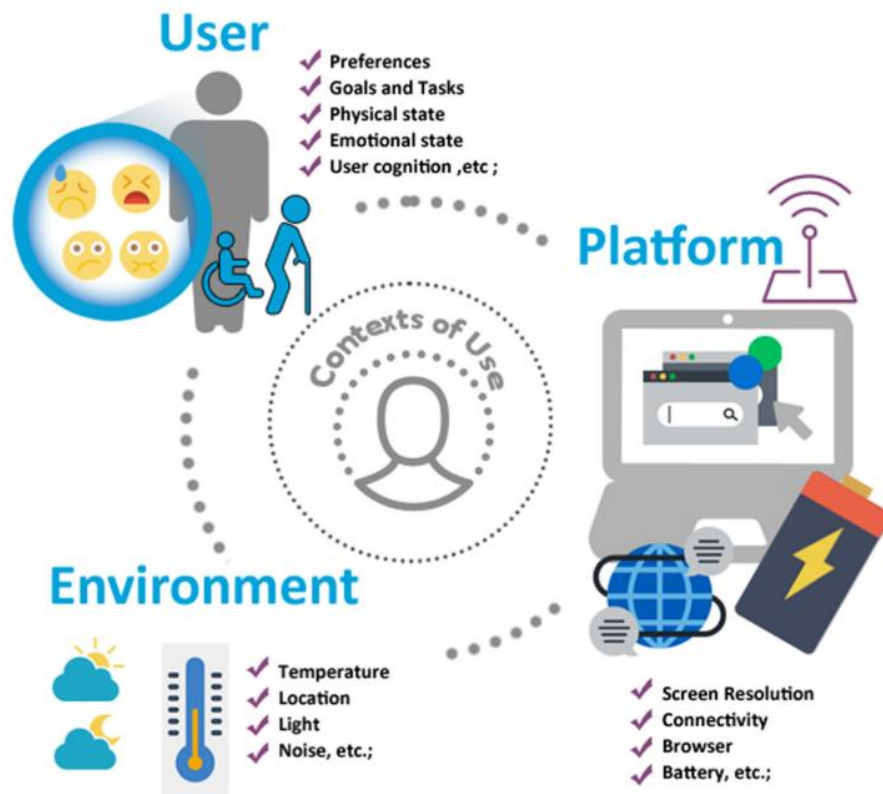 User
Preferences
Goals and Tasks
Physical state
Emotional state
User cognition ,etc ;
Platform
Contexts of Use
Environment
Temperature
Location
Light
Noise, etc.;
Screen Resolution
Connectivity
Browser
Battery, etc.;